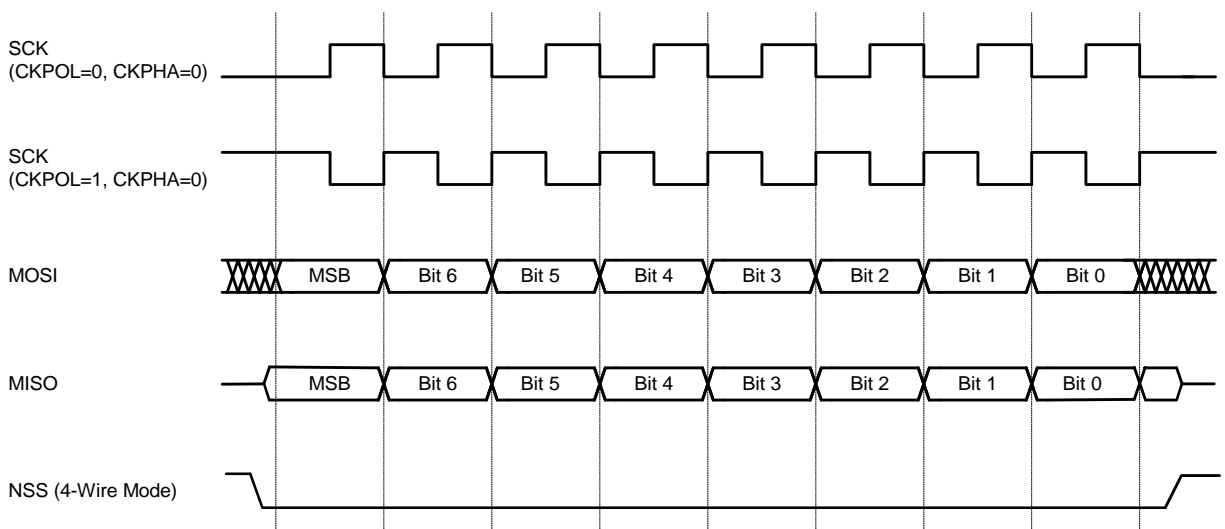 SCK
(CKPOL=0, CKPHA=0)
SCK
(CKPOL=1, CKPHA=0)
MOSI MSB Bit 6 Bit 5 Bit 4 Bit 3 Bit 2 Bit 1 Bit 0
MISO MSB Bit 6 Bit 5 Bit 4 Bit 3 Bit 2 Bit 1 Bit 0
NSS (4-Wire Mode)